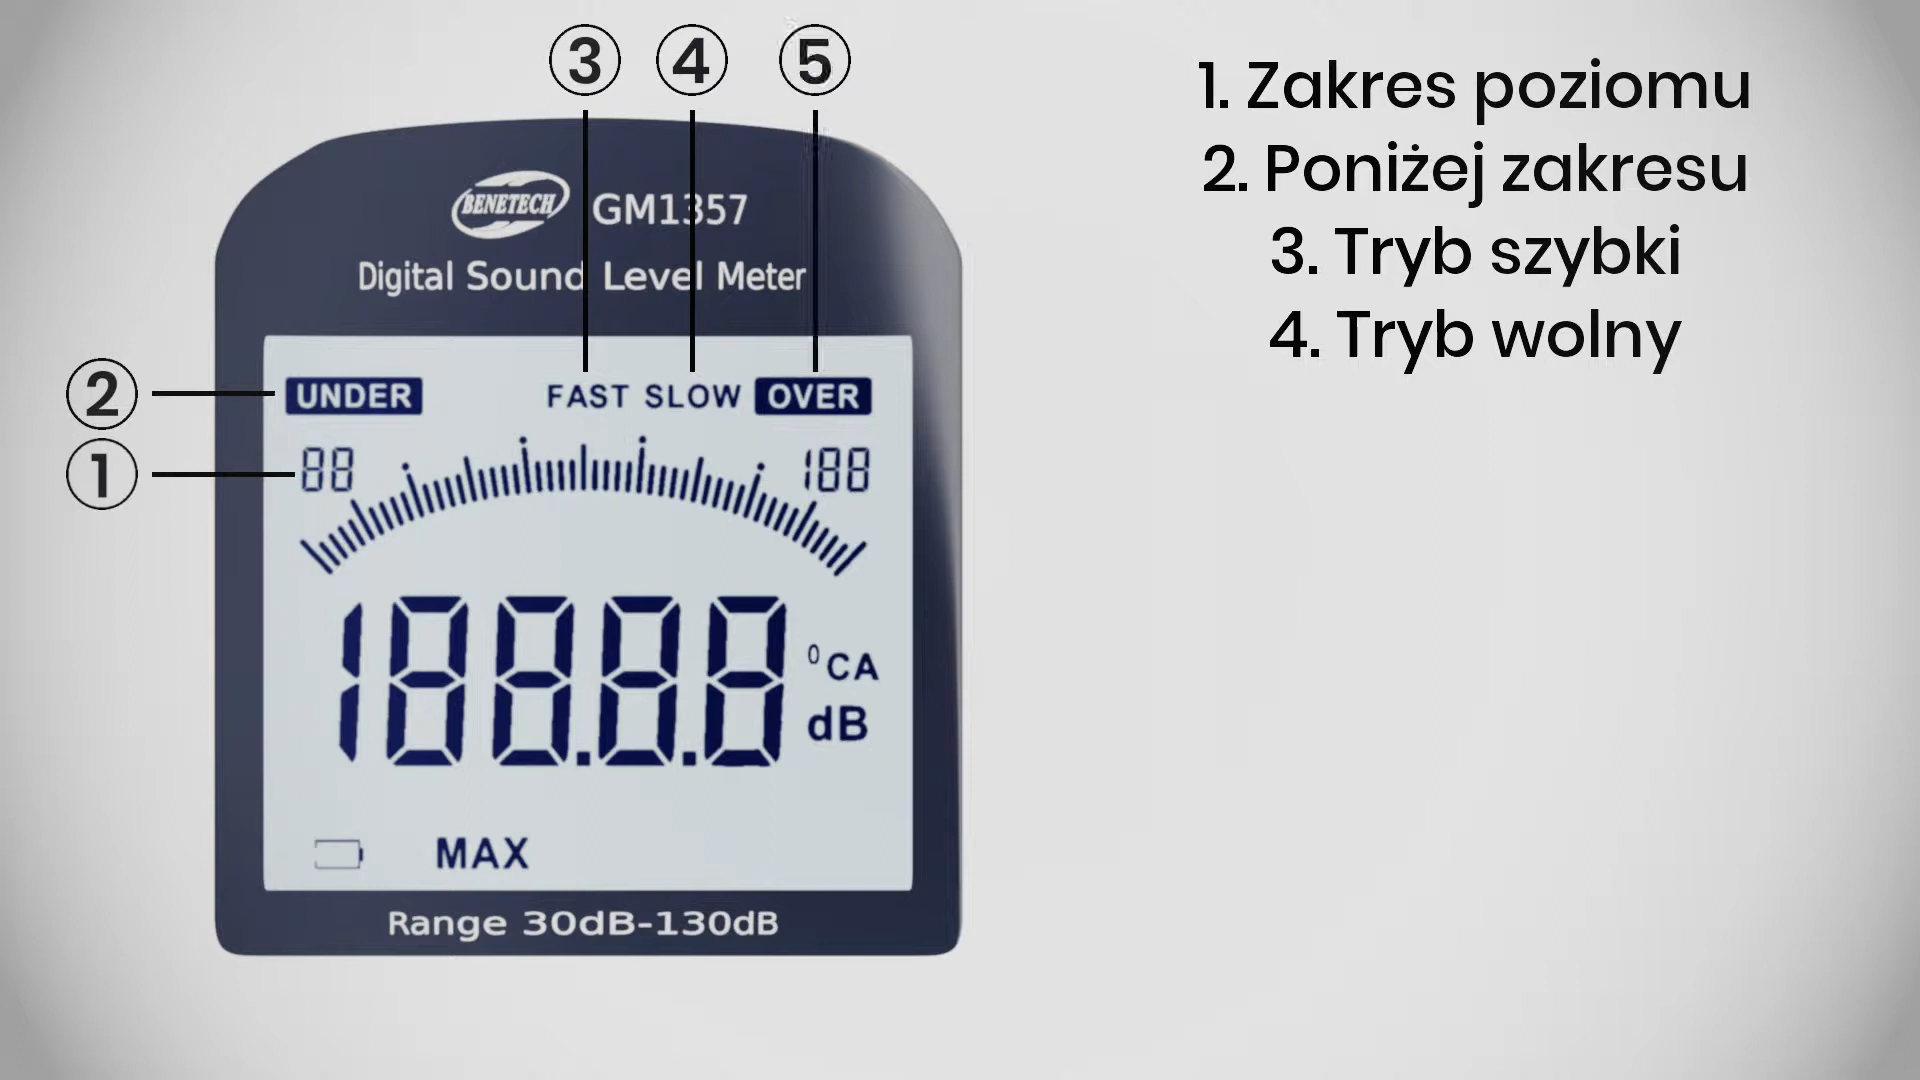 3 4 5
BENETECH GM1357
Digital Sound Level Meter
2
UNDER FAST SLOW OVER
1
88 188
188.8.8 °CA
dB
MAX
Range 30dB-130dB
1. Zakres poziomu
2. Poniżej zakresu
3. Tryb szybki
4. Tryb wolny